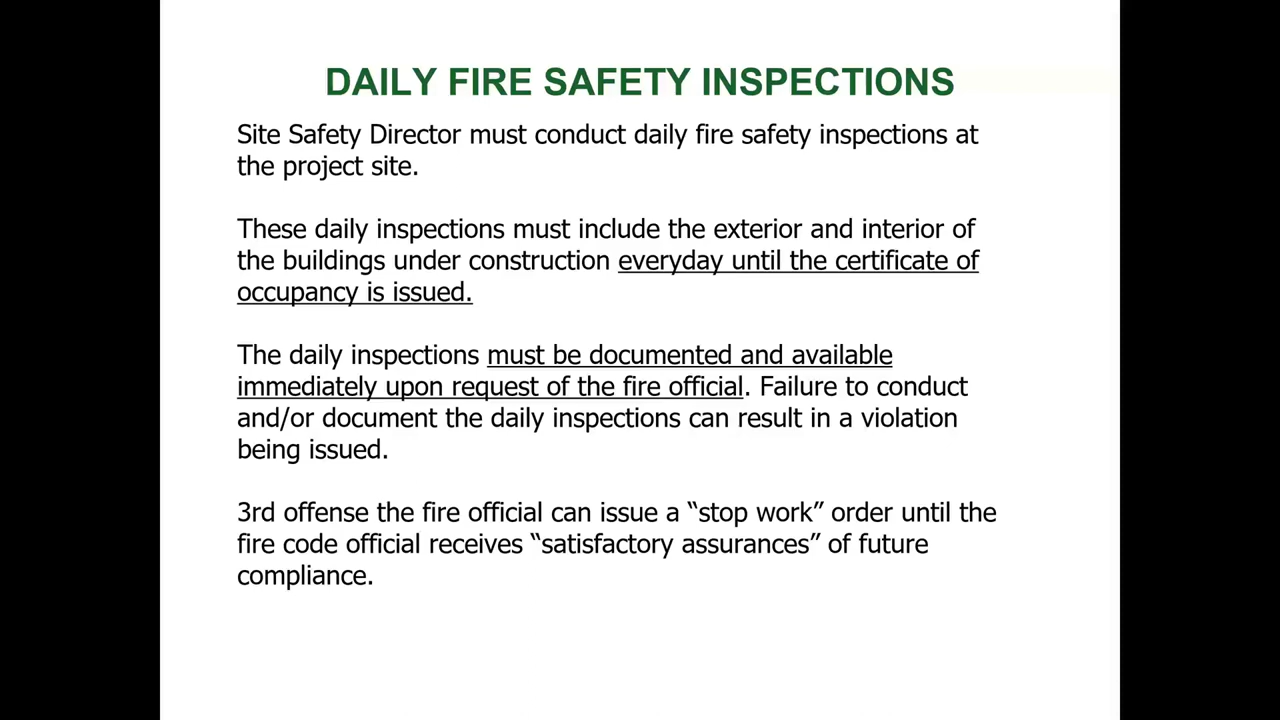 DAILY FIRE SAFETY INSPECTIONS
Site Safety Director must conduct daily fire safety inspections at
the project site.
These daily inspections must include the exterior and interior of
the buildings under construction everyday until the certificate of
occupancy is issued.
The daily inspections must be documented and available
immediately upon request of the fire official. Failure to conduct
and/or document the daily inspections can result in a violation
being issued.
3rd offense the fire official can issue a “stop work” order until the
fire code official receives “satisfactory assurances” of future
compliance.